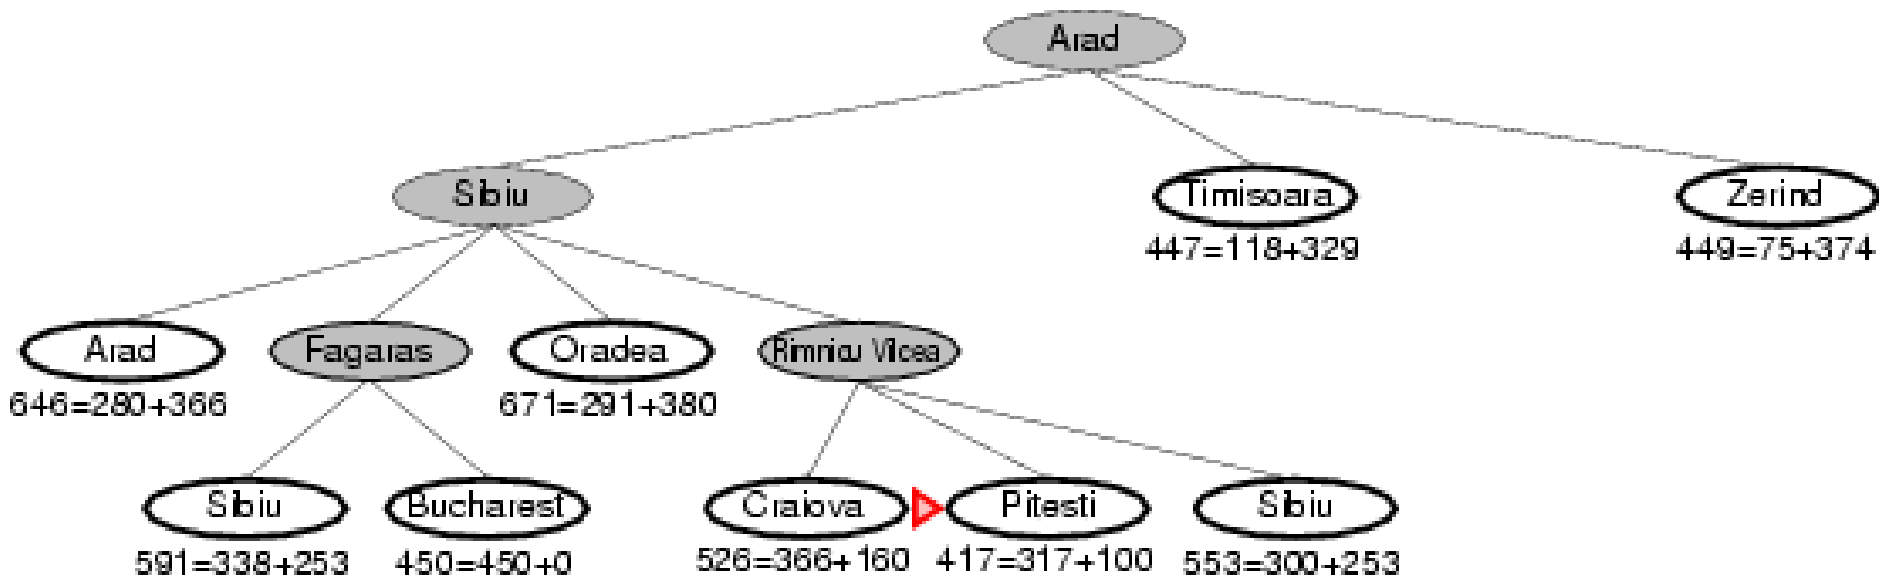 Arad
Sibiu
Timisoara
Zerind
447=118+329
449=75+374
Arad
Fagaras
Oradea
Rimnicu Vilcea
646=280+366
671=291+380
Sibiu
Bucharest
Craiova
Pitesti
Sibiu
591=338+253
450=450+0
526=366+160
417=317+100
553=300+253